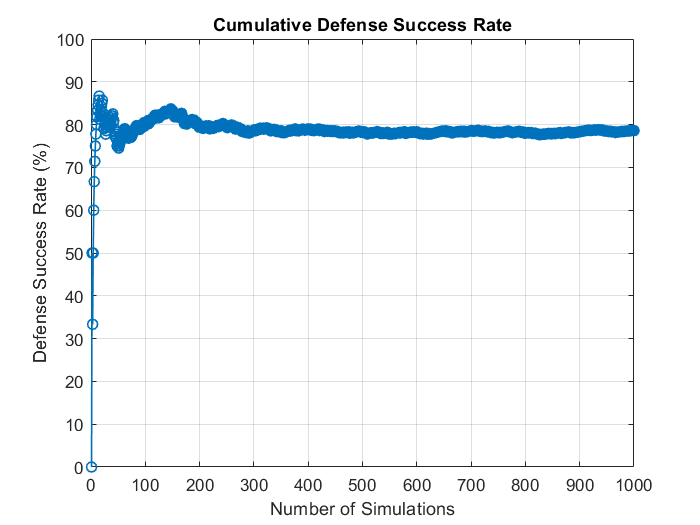 Cumulative Defense Success Rate
Defense Success Rate (%)
100
90
80
70
60
50
40
30
20
10
0
0 100 200 300 400 500 600 700 800 900 1000
Number of Simulations